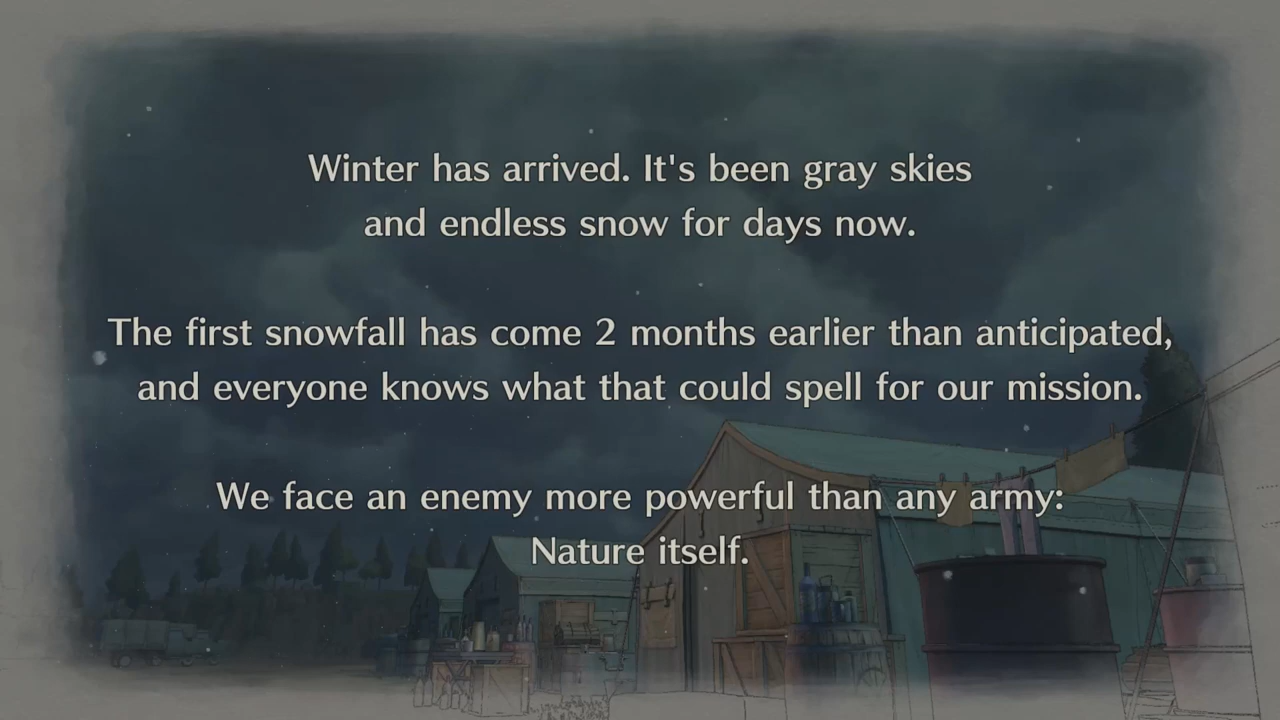 Winter has arrived. It's been gray skies
and endless snow for days now.
The first snowfall has come 2 months earlier than anticipated,
and everyone knows what that could spell for our mission.
We face an enemy more powerful than any army:
Nature itself.